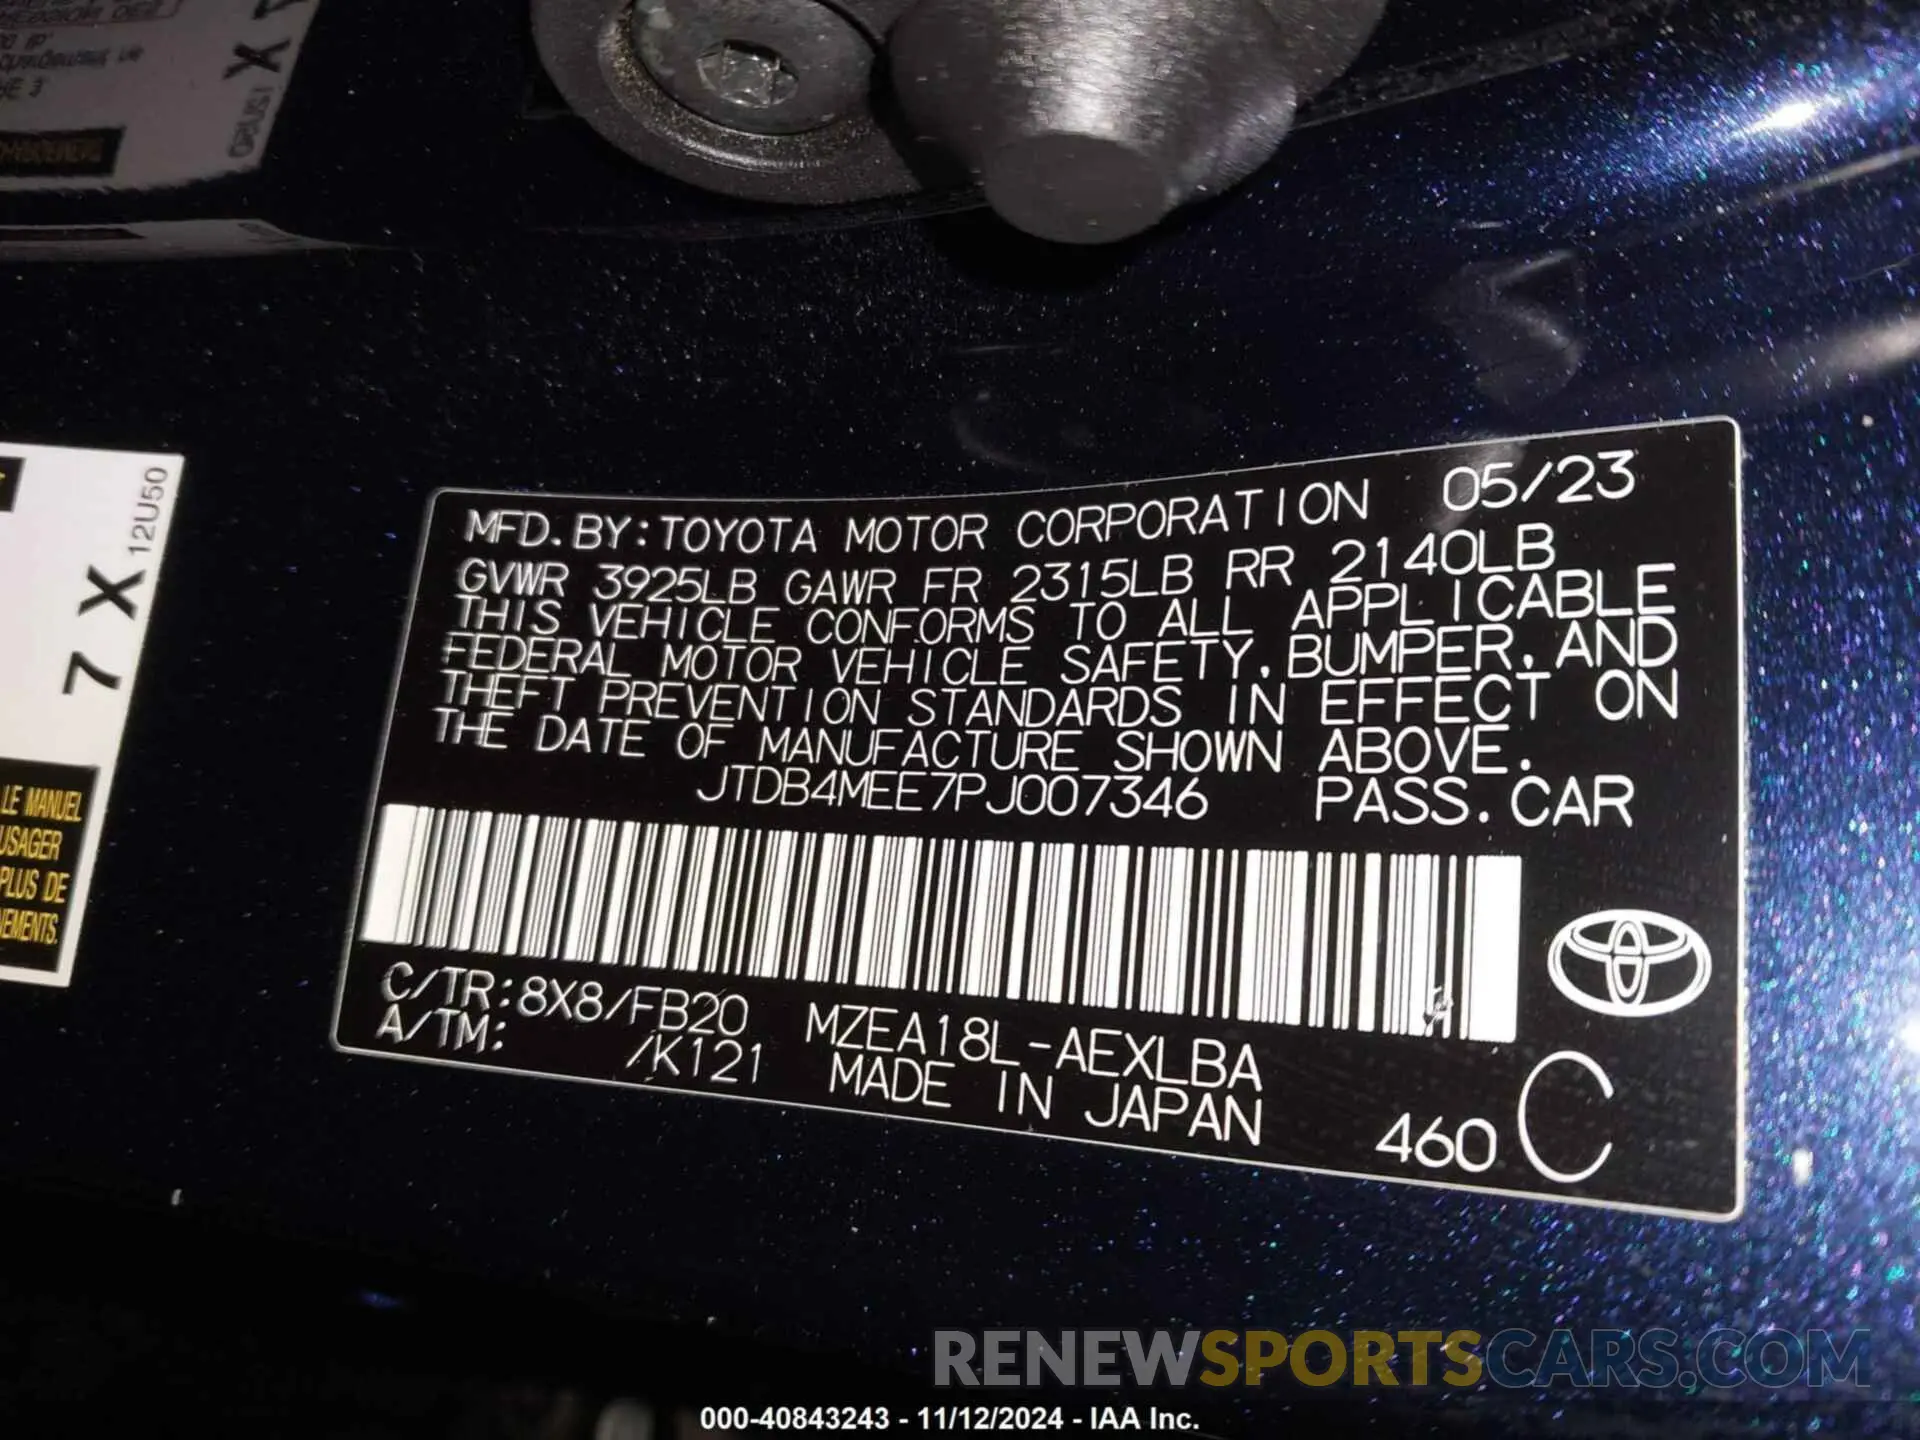 MFD.BY:TOYOTA MOTOR CORPORATION 05/23
GVWR 3925LB GAWR FR 2315LB RR 2140LB
THIS VEHICLE CONFORMS TO ALL APPLICABLE
FEDERAL MOTOR VEHICLE SAFETY, BUMPER, AND
THEFT PREVENTION STANDARDS IN EFFECT ON
THE DATE OF MANUFACTURE SHOWN ABOVE.
JTDB4MEE7PJ007346 PASS.CAR
C/TR:8X8/FB20 MZEA18L-AEXLBA
A/TM: /K121 MADE IN JAPAN
460 C
7X
12U50
LE MANUEL
USAGER
PLUS DE
NEMENTS.
RENEWSPORTSCARS.COM
000-40843243 - 11/12/2024 - IAA Inc.